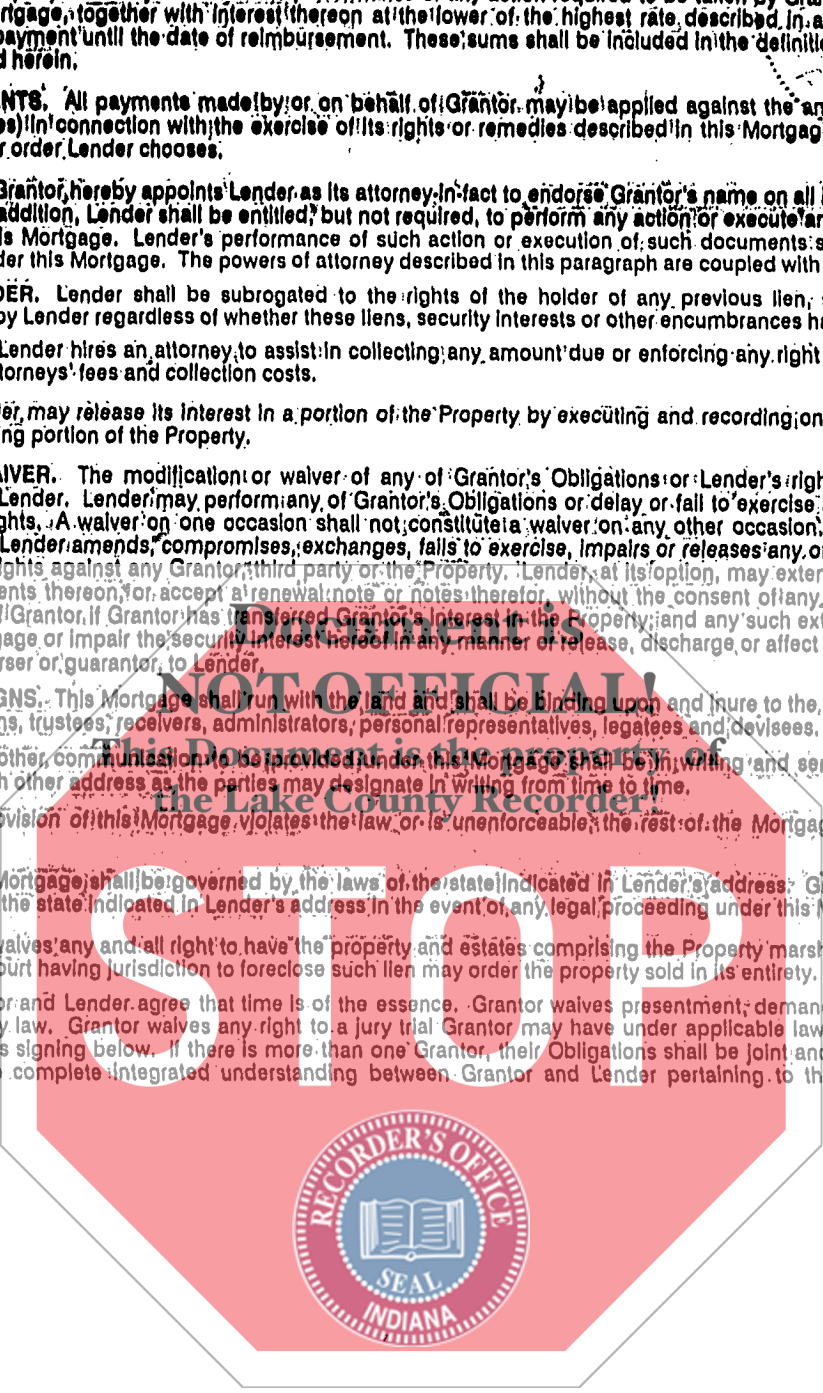 rtgage, together with interest thereon at the lower of the highest rate described in a
payment until the date of reimbursement. These sums shall be included in the definiti
d herein.
NTS. All payments made by or on behalf of Grantor may be applied against the am
es) in connection with the exercise of its rights or remedies described in this Mortgag
r order Lender chooses.
Grantor hereby appoints Lender as its attorney-in-fact to endorse Grantor's name on all
addition, Lender shall be entitled, but not required, to perform any action or execute an
is Mortgage. Lender's performance of such action or execution of such documents s
der this Mortgage. The powers of attorney described in this paragraph are coupled with
DER. Lender shall be subrogated to the rights of the holder of any previous lien,
by Lender regardless of whether these liens, security interests or other encumbrances ha
Lender hires an attorney to assist in collecting any amount due or enforcing any right
torneys' fees and collection costs.
er may release its interest in a portion of the Property by executing and recording on
ng portion of the Property.
IVER. The modification or waiver of any of Grantor's Obligations or Lender's righ
Lender. Lender may perform any of Grantor's Obligations or delay or fail to exercise
ghts. A waiver on one occasion shall not constitute a waiver on any other occasion.
Lender amends, compromises, exchanges, fails to exercise, impairs or releases any o
ights against any Grantor, third party or the Property. Lender, at its option, may exten
ents thereon, or accept a renewal note or notes therefor, without the consent of any
Grantor if Grantor has transferred Grantor's interest in the Property, and any such ext
gage or impair the security interest hereof in any manner or release, discharge or affect
rser or guarantor to Lender.
Document is
NOT OFFICIAL!
GNS. This Mortgage shall run with the land and shall be binding upon and inure to the
ns, trustees, receivers, administrators, personal representatives, legatees and devisees.
This Document is the property of
other communication to be provided under this Mortgage shall be in writing and sen
h other address as the parties may designate in writing from time to time.
the Lake County Recorder!
ovision of this Mortgage violates the law or is unenforceable, the rest of the Mortgag
Mortgage shall be governed by the laws of the state indicated in Lender's address. G
the state indicated in Lender's address in the event of any legal proceeding under this M
STOP
aives any and all right to have the property and estates comprising the Property marsh
ourt having jurisdiction to foreclose such lien may order the property sold in its entirety.
or and Lender agree that time is of the essence. Grantor waives presentment, deman
y law. Grantor waives any right to a jury trial Grantor may have under applicable law
s signing below. If there is more than one Grantor, their Obligations shall be joint and
complete integrated understanding between Grantor and Lender pertaining to th
RECORDER'S OFFICE
SEAL
INDIANA